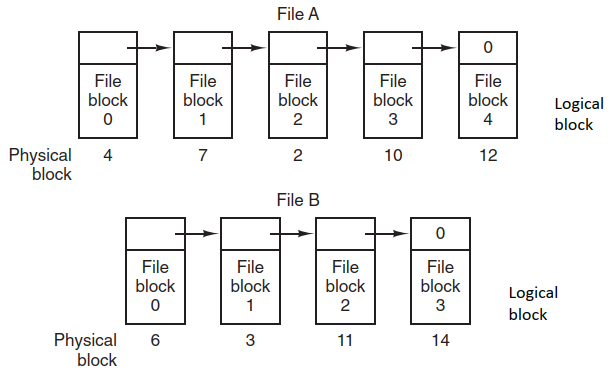 File A
0
File block 0
File block 1
File block 2
File block 3
File block 4
Logical block
Physical block 4 7 2 10 12
File B
0
File block 0
File block 1
File block 2
File block 3
Logical block
Physical block 6 3 11 14